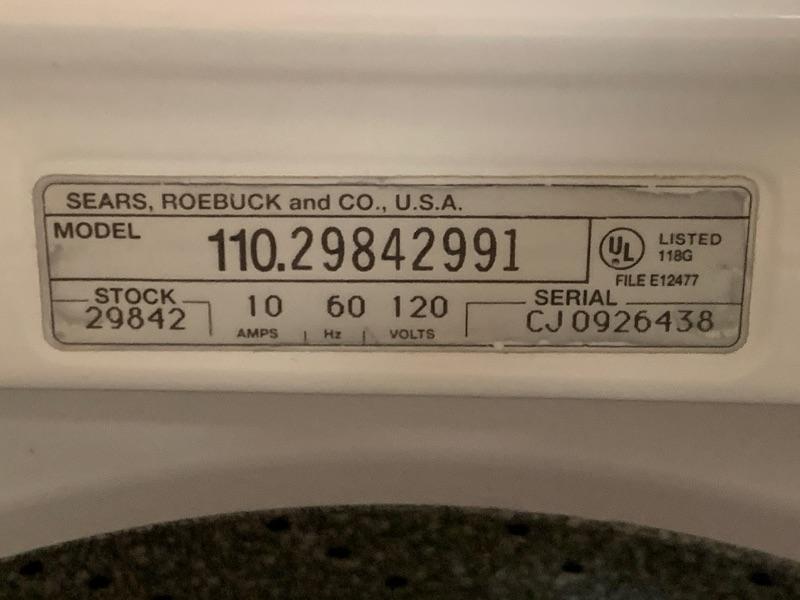 SEARS, ROEBUCK and CO., U.S.A.
MODEL 110.29842991
UL LISTED
118G
FILE E12477
STOCK
29842
10 60 120
AMPS Hz VOLTS
SERIAL
CJ0926438